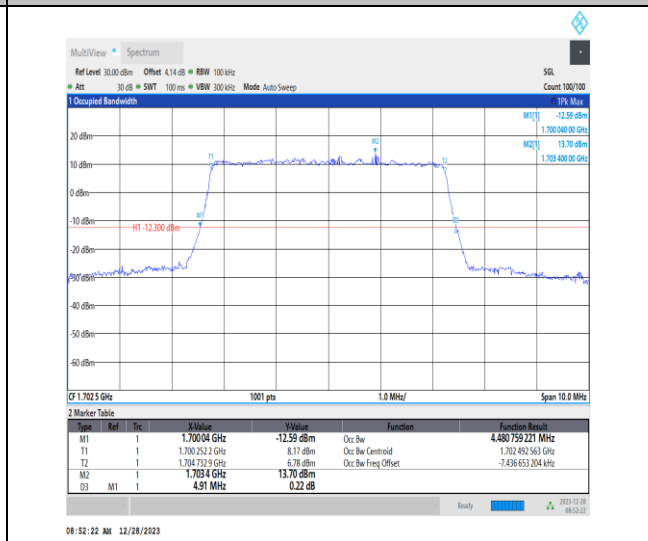 MultiView Spectrum
Ref Level 30.00 dBm Offset 4.14 dB RBW 100 kHz SGL
Att 30 dB SWT 100 ms VBW 300 kHz Mode Auto Sweep Count 100/100
1 Occupied Bandwidth 1Pk Max
M1[1] -12.59 dBm
1.700 040 00 GHz
M2[1] 13.70 dBm
1.703 400 00 GHz
20 dBm
M2
T1 T2
10 dBm
0 dBm
M1
-10 dBm
H1 -12.300 dBm
-20 dBm
-30 dBm
-40 dBm
-50 dBm
-60 dBm
CF 1.702 5 GHz 1001 pts 1.0 MHz/ Span 10.0 MHz
2 Marker Table
Type Ref Trc X-Value Y-Value Function Function Result
M1 1 1.700 04 GHz -12.59 dBm Occ Bw 4.480 759 221 MHz
T1 1 1.700 252 2 GHz 8.17 dBm Occ Bw Centroid 1.702 492 563 GHz
T2 1 1.704 732 9 GHz 6.78 dBm Occ Bw Freq Offset -7.436 653 204 kHz
M2 1 1.703 4 GHz 13.70 dBm
D3 M1 1 4.91 MHz 0.22 dB
Ready 2023-12-28
08:52:22
08:52:22 AM 12/28/2023